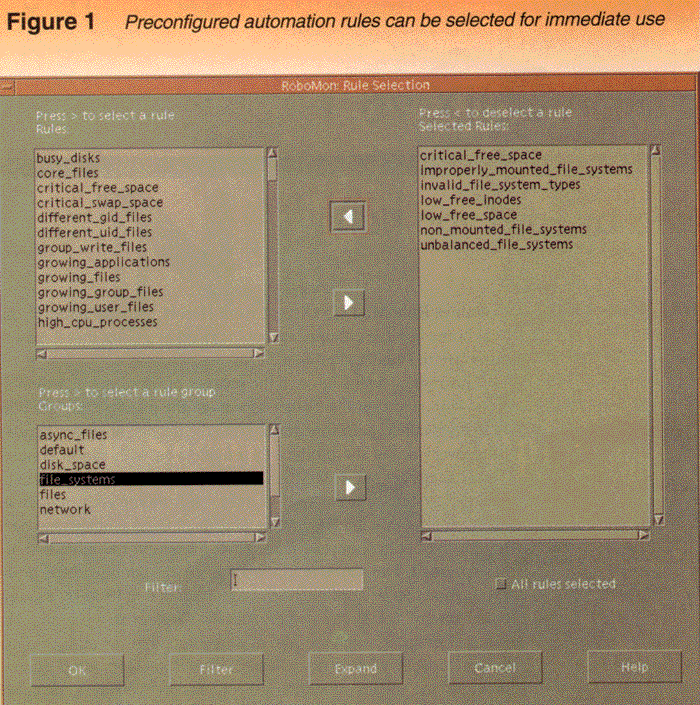 Figure 1 Preconfigured automation rules can be selected for immediate use
RoboMon: Rule Selection
Press > to select a rule
Rules:
busy_disks
core_files
critical_free_space
critical_swap_space
different_gid_files
different_uid_files
group_write_files
growing_applications
growing_files
growing_group_files
growing_user_files
high_cpu_processes
Press < to deselect a rule
Selected Rules:
critical_free_space
improperly_mounted_file_systems
invalid_file_system_types
low_free_inodes
low_free_space
non_mounted_file_systems
unbalanced_file_systems
Press > to select a rule group
Groups:
async_files
default
disk_space
file_systems
files
network
Filter:
All rules selected
OK
Filter
Expand
Cancel
Help